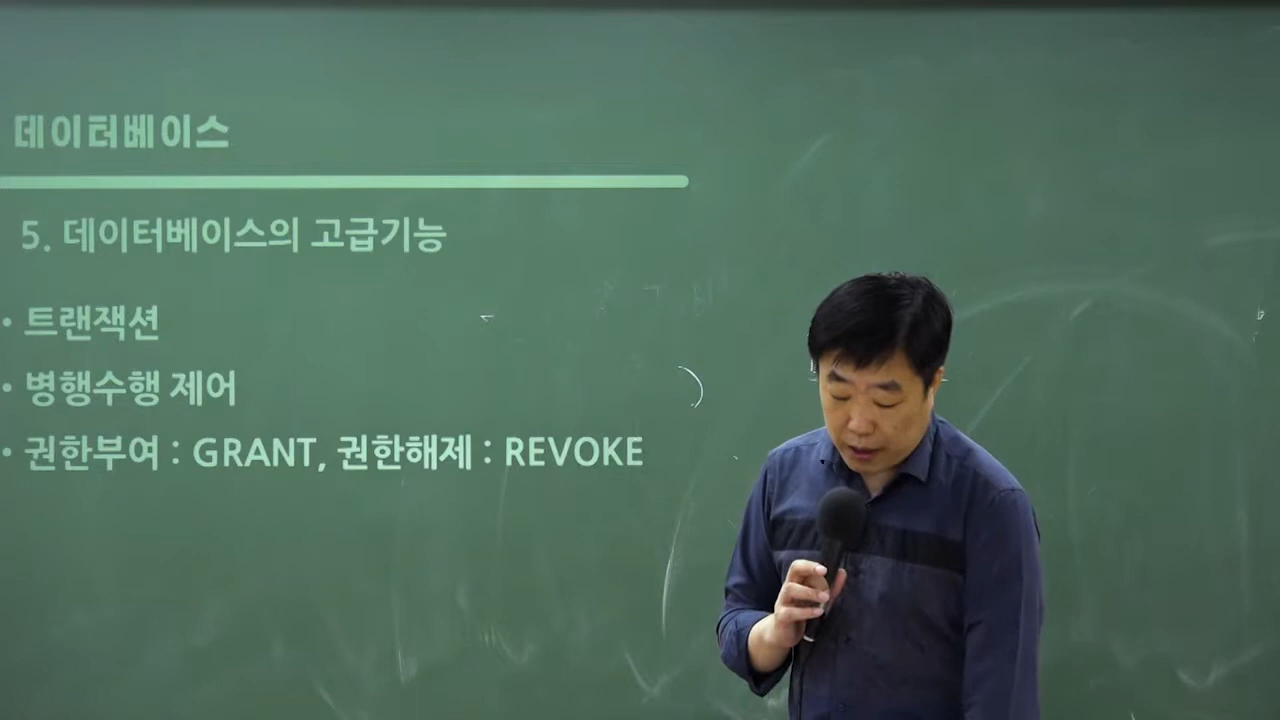 데이터베이스
5. 데이터베이스의 고급기능
• 트랜잭션
• 병행수행 제어
• 권한부여 : GRANT, 권한해제 : REVOKE